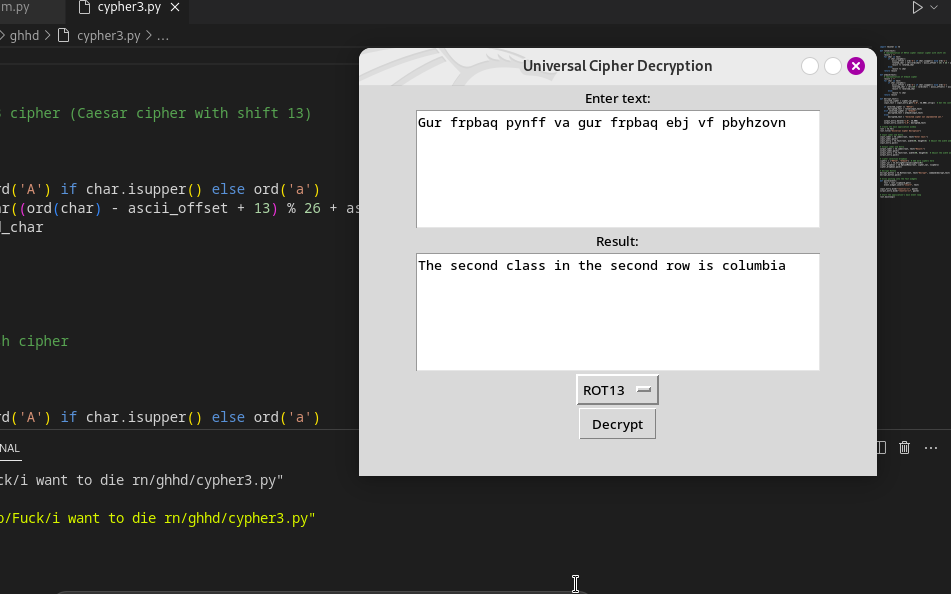 m.py
cypher3.py
ghhd
cypher3.py
...
cipher (Caesar cipher with shift 13)
rd('A') if char.isupper() else ord('a')
ar((ord(char) - ascii_offset + 13) % 26 + as
d_char
h cipher
rd('A') if char.isupper() else ord('a')
NAL
ck/i want to die rn/ghhd/cypher3.py"
p/Fuck/i want to die rn/ghhd/cypher3.py"
Universal Cipher Decryption
Enter text:
Gur frpbaq pynff va gur frpbaq ebj vf pbyhzovn
Result:
The second class in the second row is columbia
ROT13
Decrypt